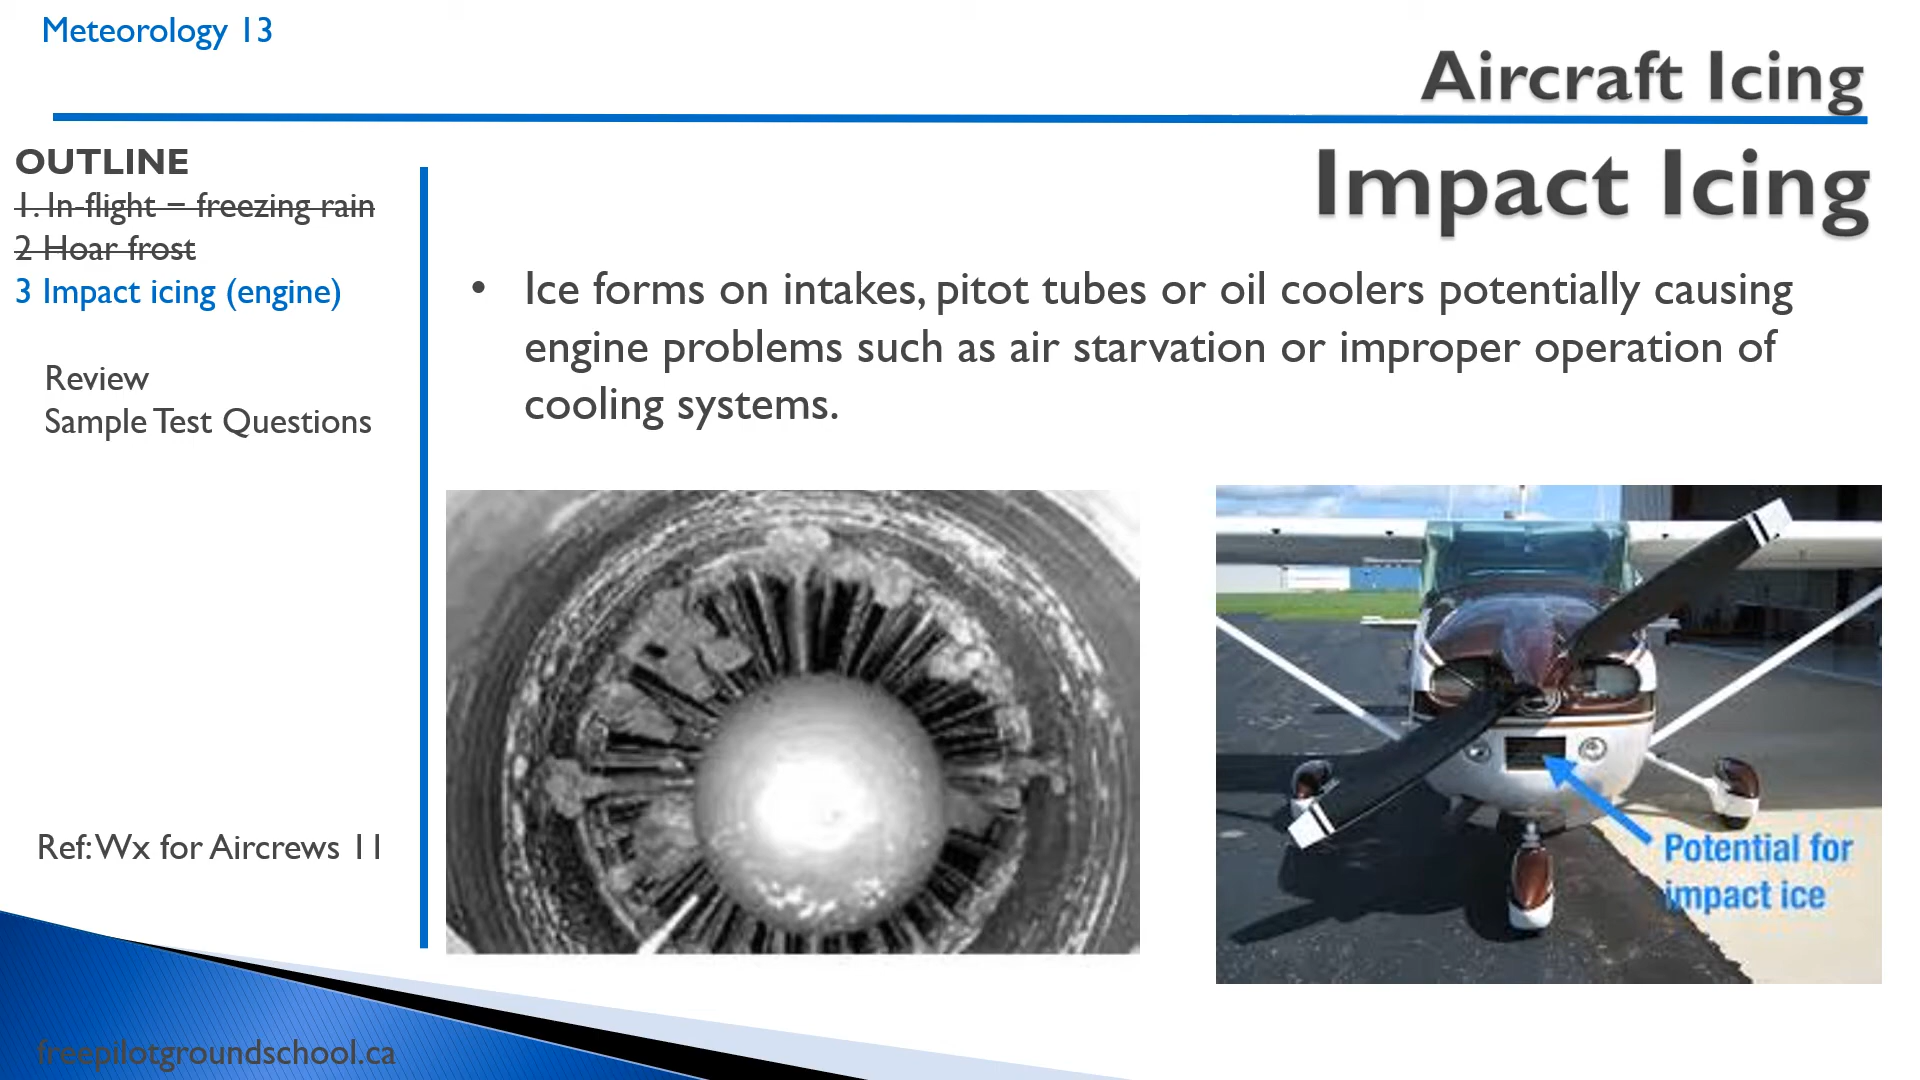 Meteorology 13
Aircraft Icing
OUTLINE
1. In-flight – freezing rain
2 Hoar frost
3 Impact icing (engine)
Review
Sample Test Questions
Ref: Wx for Aircrews 11
freepilotgroundschool.ca
Impact Icing
• Ice forms on intakes, pitot tubes or oil coolers potentially causing
engine problems such as air starvation or improper operation of
cooling systems.
Potential for
impact ice